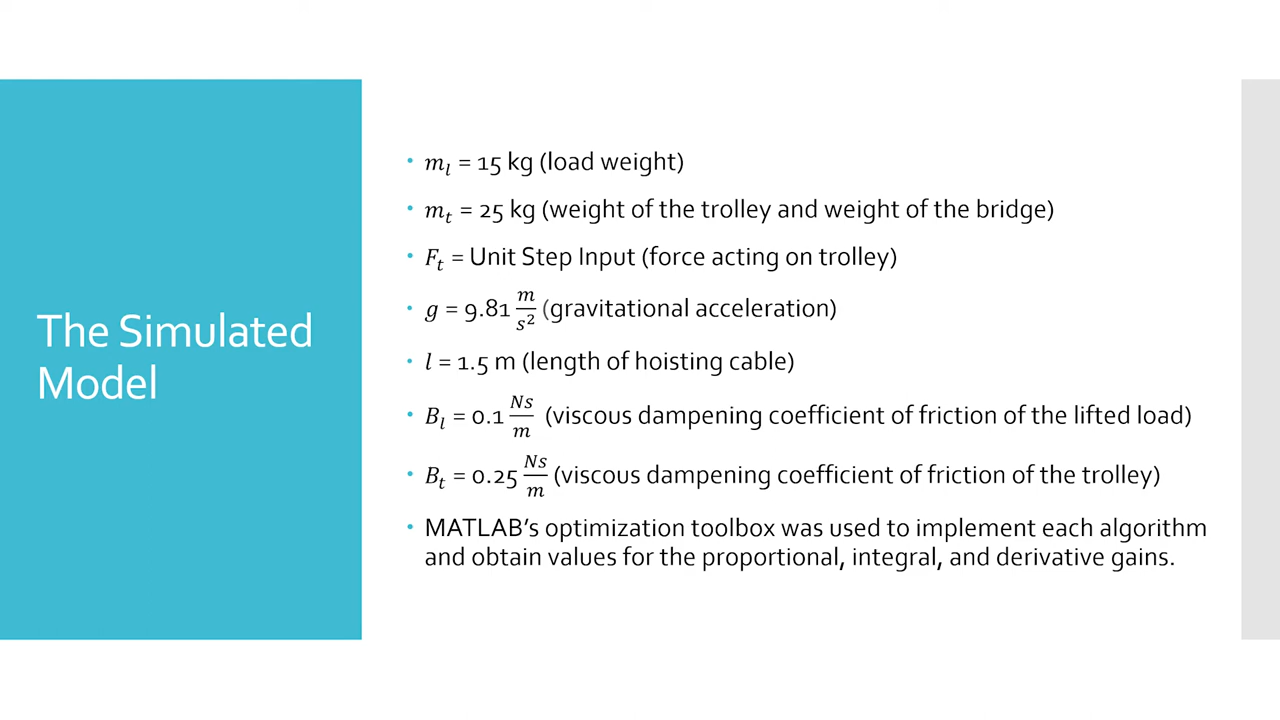 The Simulated
Model
• m_l = 15 kg (load weight)
• m_t = 25 kg (weight of the trolley and weight of the bridge)
• F_t = Unit Step Input (force acting on trolley)
• g = 9.81 m/s² (gravitational acceleration)
• l = 1.5 m (length of hoisting cable)
• B_l = 0.1 Ns/m (viscous dampening coefficient of friction of the lifted load)
• B_t = 0.25 Ns/m (viscous dampening coefficient of friction of the trolley)
• MATLAB’s optimization toolbox was used to implement each algorithm
and obtain values for the proportional, integral, and derivative gains.